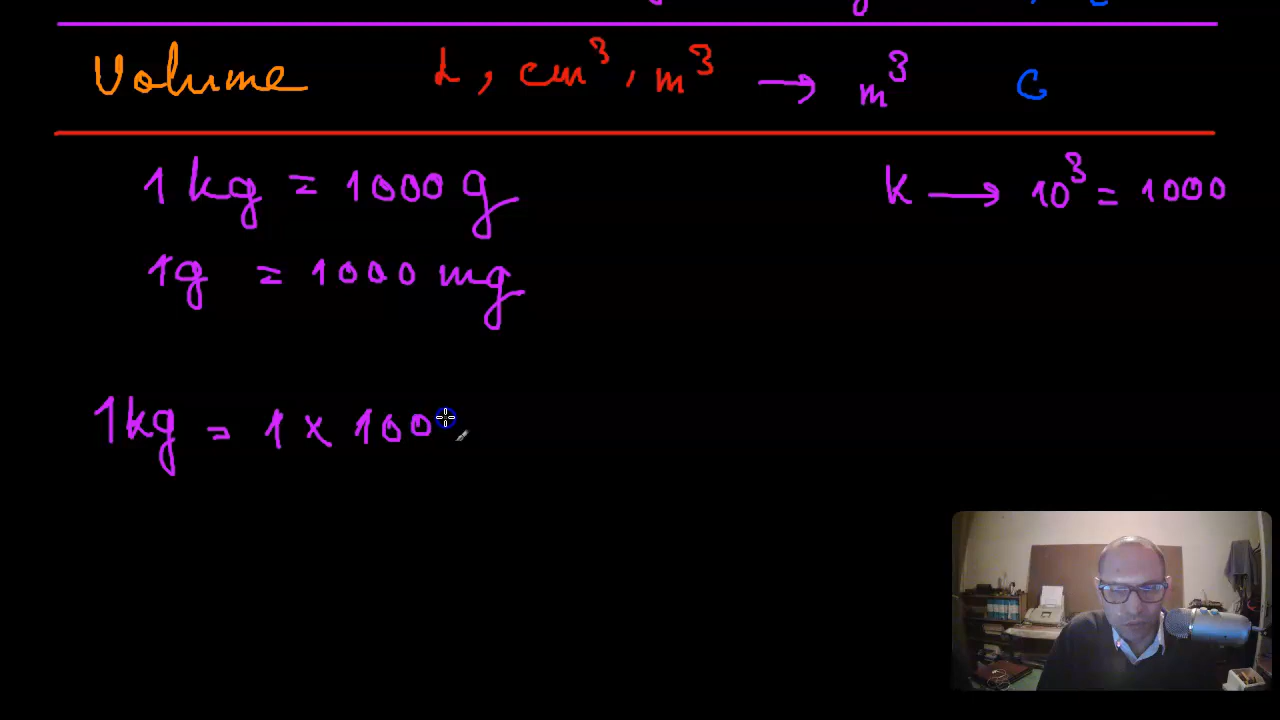 Volume L, cm³, m³ → m³ C
1 kg = 1000 g k → 10³ = 1000
1g = 1000 mg
1kg = 1 x 100